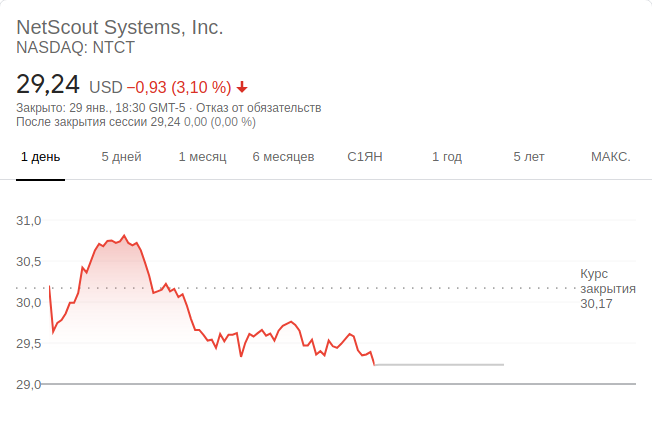 NetScout Systems, Inc.
NASDAQ: NTCT
29,24 USD −0,93 (3,10 %)
Закрыто: 29 янв., 18:30 GMT-5 · Отказ от обязательств
После закрытия сессии 29,24 0,00 (0,00 %)
1 день 5 дней 1 месяц 6 месяцев С1ЯН 1 год 5 лет МАКС.
31,0
30,5
30,0
29,5
29,0
Курс
закрытия
30,17